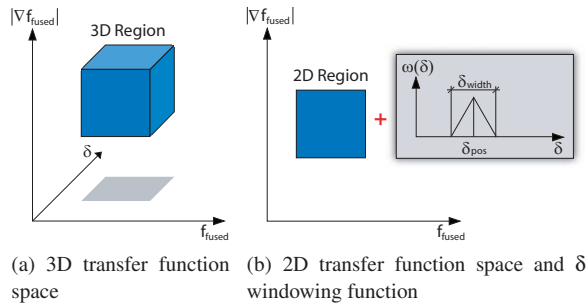 |∇f_fused|
3D Region
δ
f_fused
|∇f_fused|
2D Region
+
ω(δ)
δ_width
δ_pos
δ
f_fused
(a) 3D transfer function space
(b) 2D transfer function space and δ windowing function